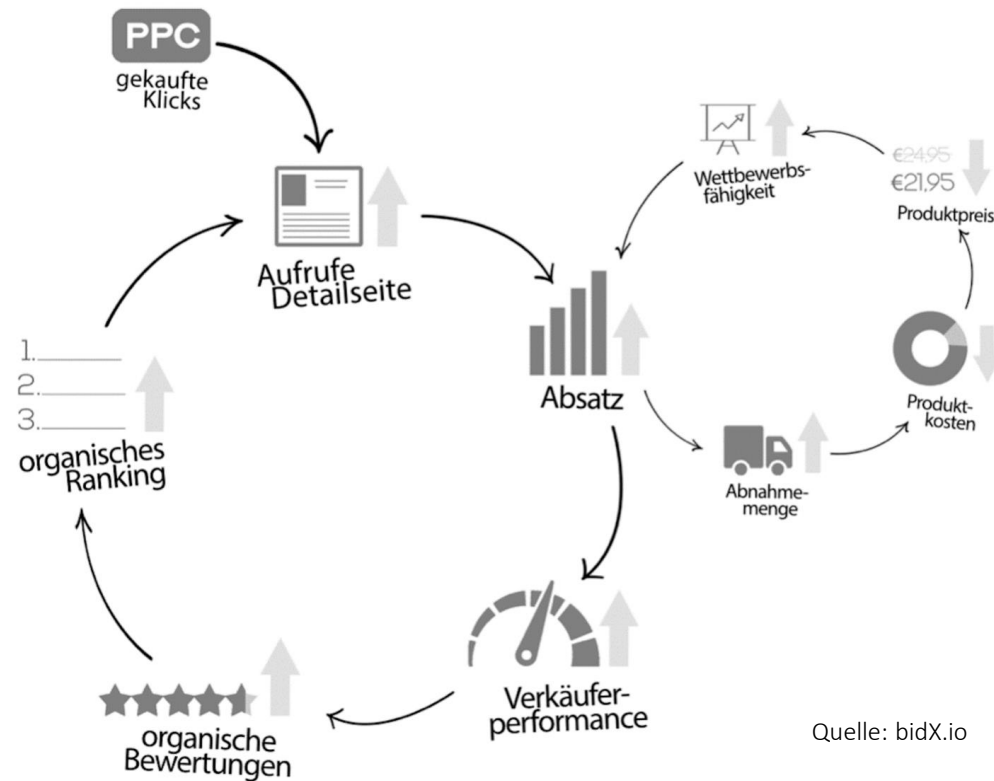 PPC
gekaufte
Klicks
Aufrufe
Detailseite
Wettbewerbs-
fähigkeit
€24,95
€21,95
Produktpreis
Absatz
Produkt-
kosten
Abnahme-
menge
1.
2.
3.
organisches
Ranking
Verkäufer-
performance
organische
Bewertungen
Quelle: bidX.io